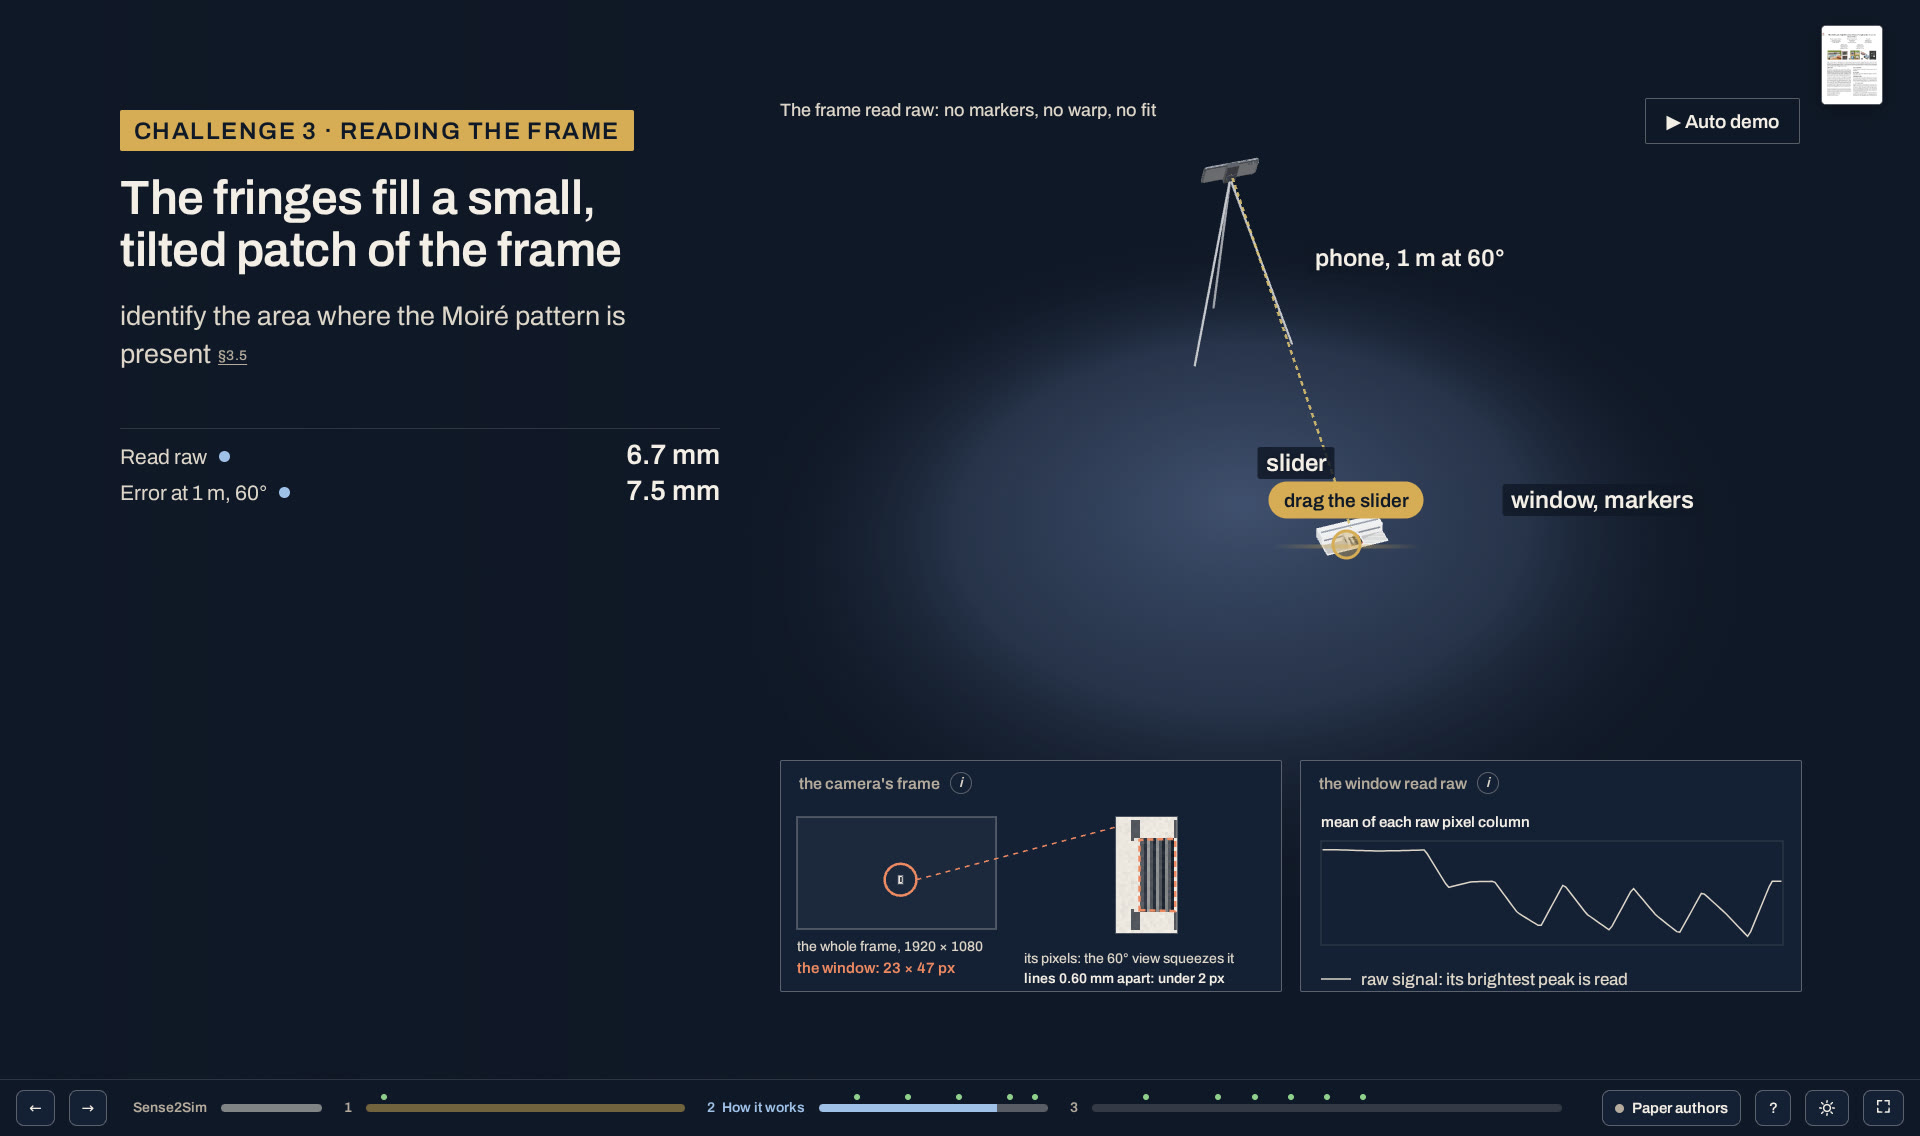 CHALLENGE 3 · READING THE FRAME
The fringes fill a small,
tilted patch of the frame
identify the area where the Moiré pattern is
present §3.5
Read raw
6.7 mm
Error at 1 m, 60°
7.5 mm
The frame read raw: no markers, no warp, no fit
▶ Auto demo
phone, 1 m at 60°
slider
drag the slider
window, markers
the camera's frame i
the whole frame, 1920 × 1080
the window: 23 × 47 px
its pixels: the 60° view squeezes it
lines 0.60 mm apart: under 2 px
the window read raw i
mean of each raw pixel column
raw signal: its brightest peak is read
← → Sense2Sim 1 2 How it works 3 Paper authors ?